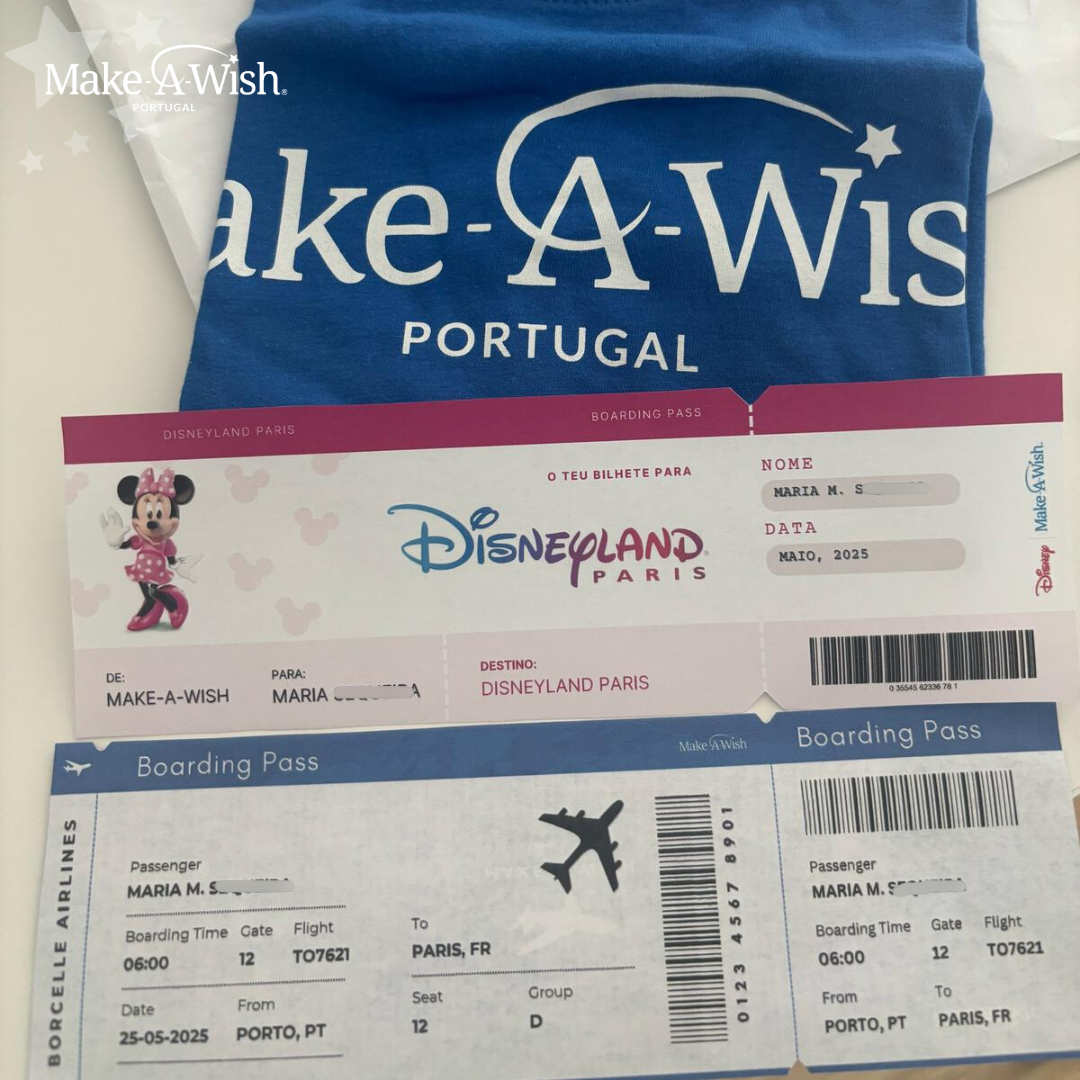 Make-A-Wish®
PORTUGAL
ake-A-Wis
PORTUGAL
DISNEYLAND PARIS
BOARDING PASS
O TEU BILHETE PARA
DISNEYLAND
PARIS
NOME
MARIA M. S
DATA
MAIO, 2025
Disney
Make-A-Wish.
DE:
MAKE-A-WISH
PARA:
MARIA
DESTINO:
DISNEYLAND PARIS
0 35545 62336 78 1
Boarding Pass
Make A Wish
BORCELLE AIRLINES
Passenger
MARIA M. S
Boarding Time Gate Flight
06:00 12 TO7621
Date From
25-05-2025 PORTO, PT
To
PARIS, FR
Seat Group
12 D
0123 4567 8901
Boarding Pass
Passenger
MARIA M. S
Boarding Time Gate Flight
06:00 12 TO7621
From To
PORTO, PT PARIS, FR